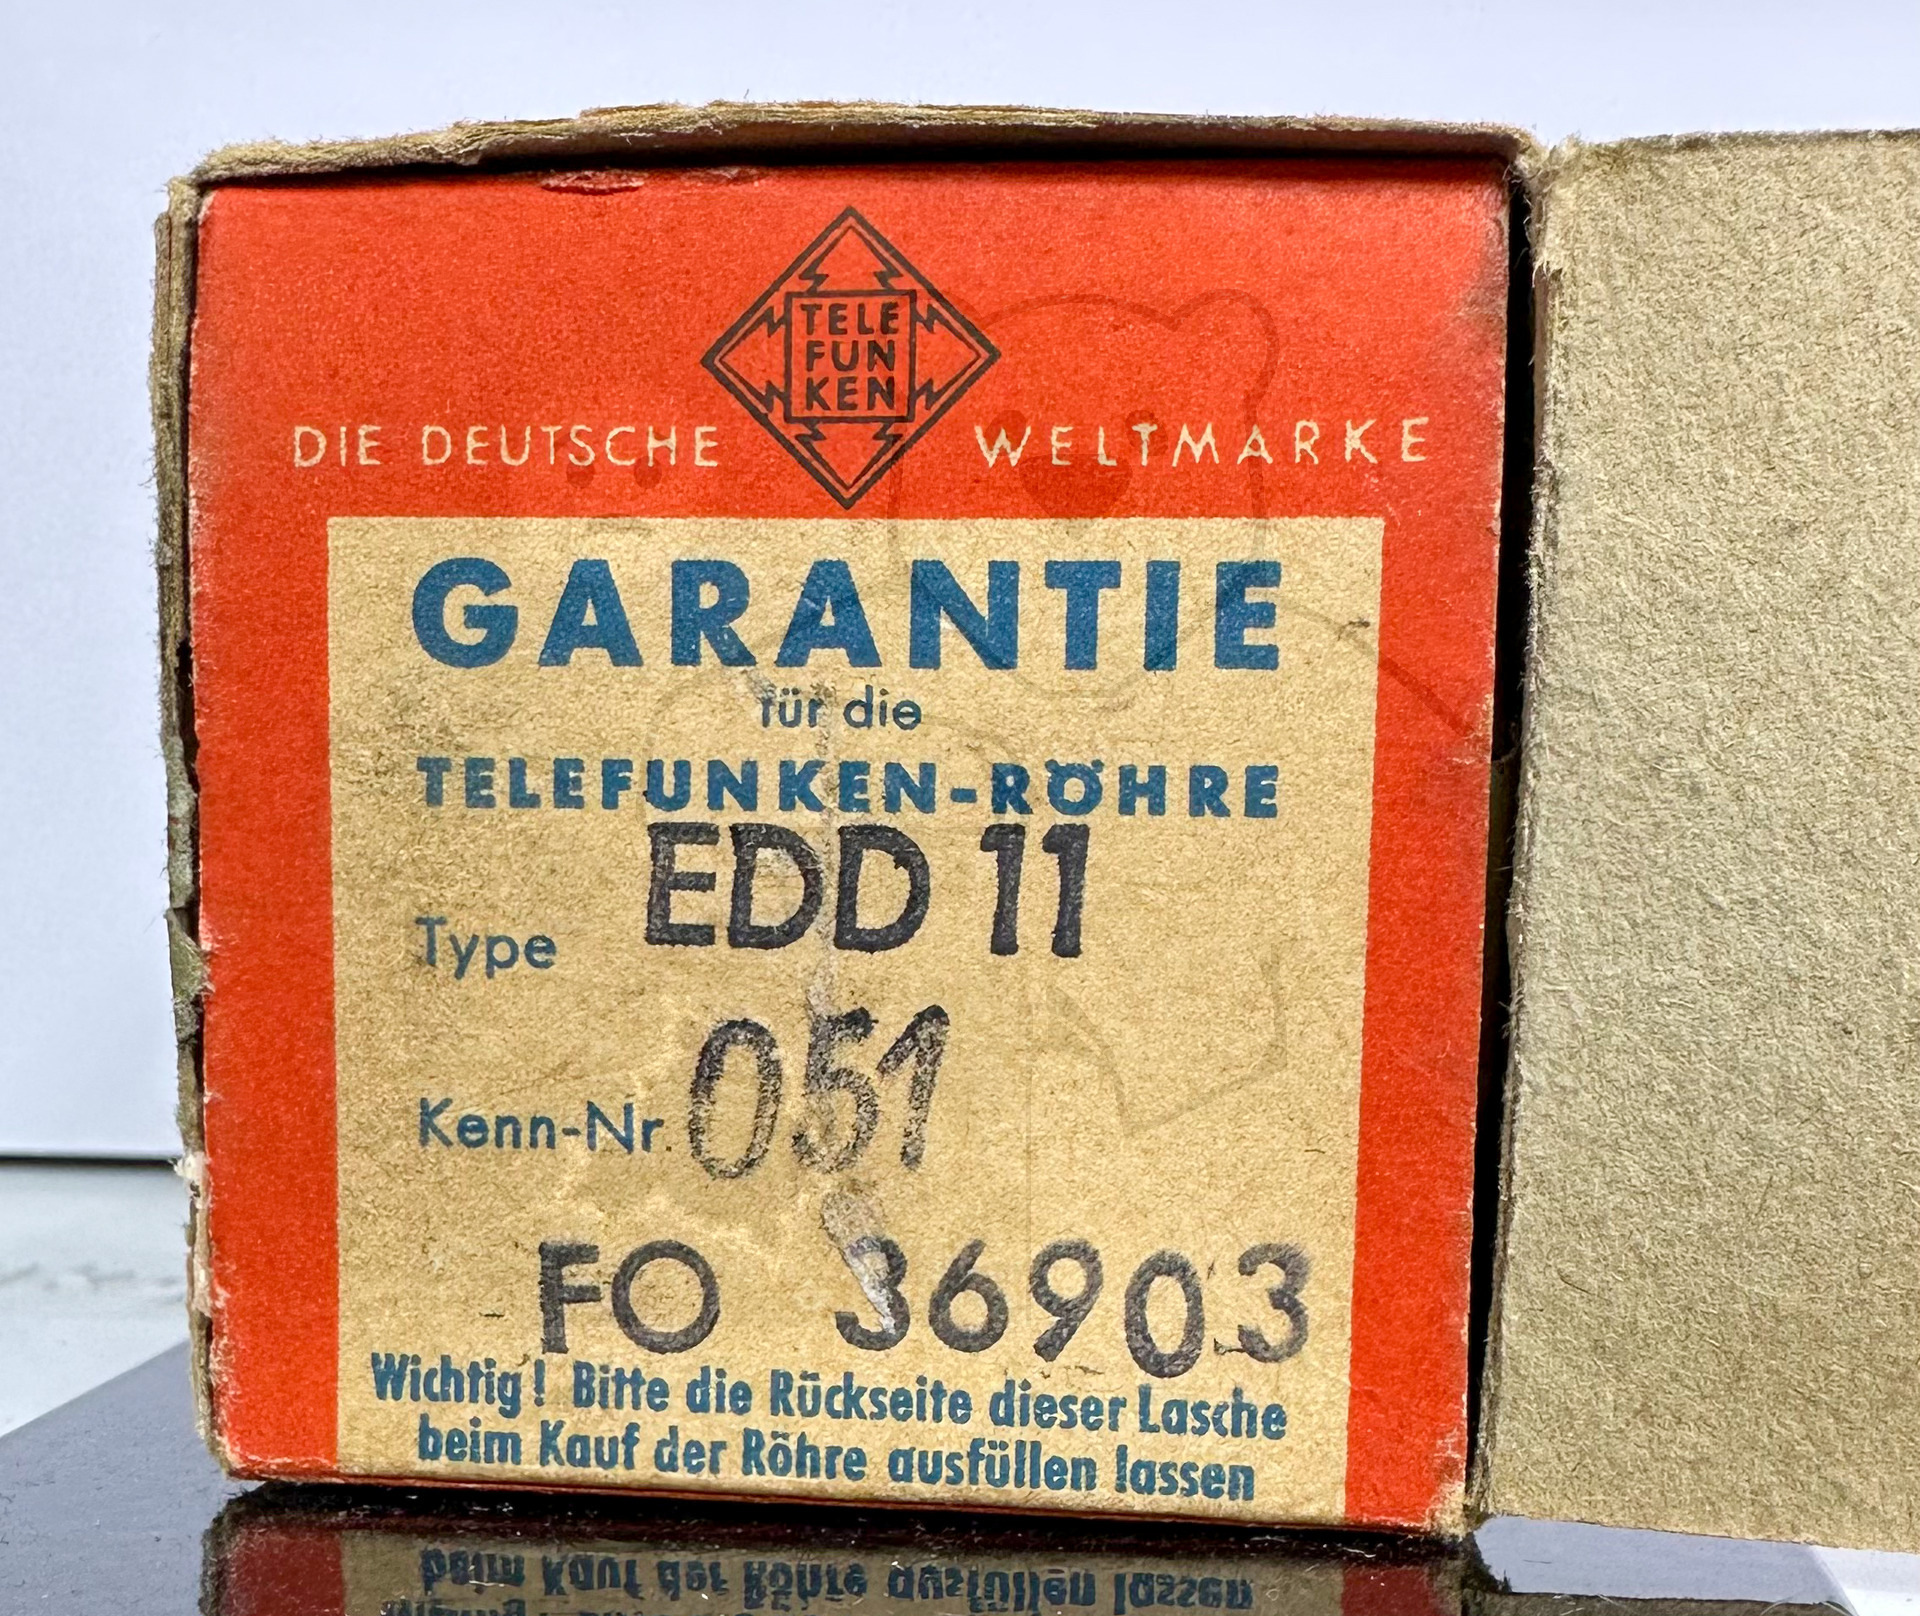 TELE
FUN
KEN
DIE DEUTSCHE WELTMARKE
GARANTIE
für die
TELEFUNKEN-RÖHRE
EDD 11
Type
Kenn-Nr. 051
FO 36903
Wichtig! Bitte die Rückseite dieser Lasche
beim Kauf der Röhre ausfüllen lassen